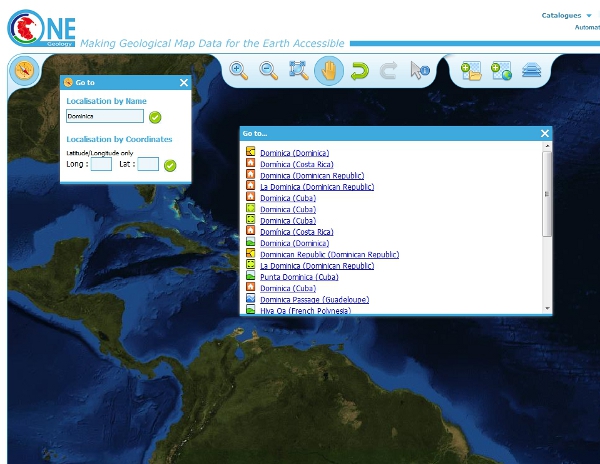 Catalogues
Automat
ONE
Geology
Making Geological Map Data for the Earth Accessible
Go to
Localisation by Name
Dominica
Localisation by Coordinates
Latitude/Longitude only
Long : Lat :
Go to...
Dominica (Dominica)
Dominica (Costa Rica)
Dominica (Dominican Republic)
La Dominica (Dominican Republic)
Dominica (Cuba)
Dominica (Cuba)
Dominica (Cuba)
Dominica (Costa Rica)
Dominica (Dominica)
Dominican Republic (Dominican Republic)
La Dominica (Dominican Republic)
Punta Dominica (Cuba)
Dominica (Cuba)
Dominica Passage (Guadeloupe)
Hiva Oa (French Polynesia)